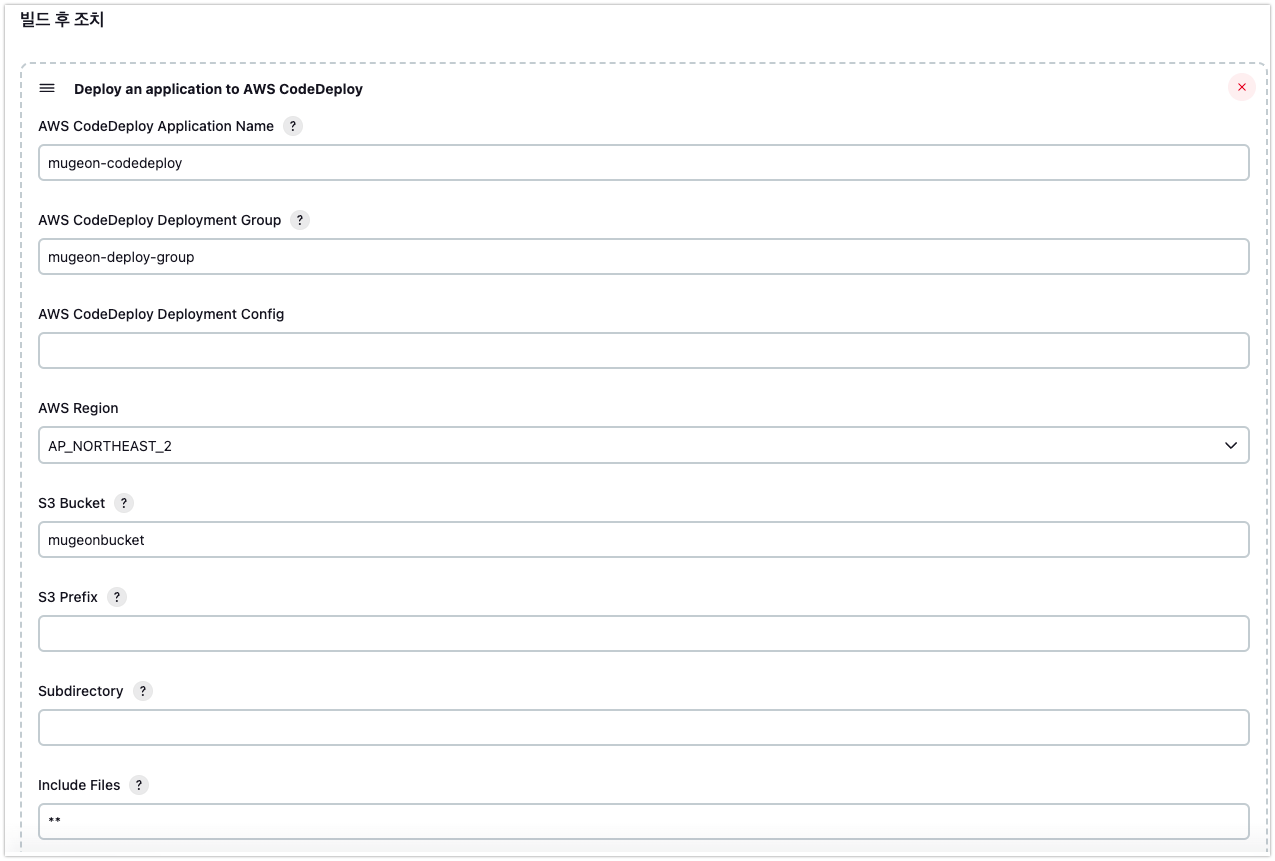 빌드 후 조치
Deploy an application to AWS CodeDeploy
AWS CodeDeploy Application Name ?
mugeon-codedeploy
AWS CodeDeploy Deployment Group ?
mugeon-deploy-group
AWS CodeDeploy Deployment Config
AWS Region
AP_NORTHEAST_2
S3 Bucket ?
mugeonbucket
S3 Prefix ?
Subdirectory ?
Include Files ?
**